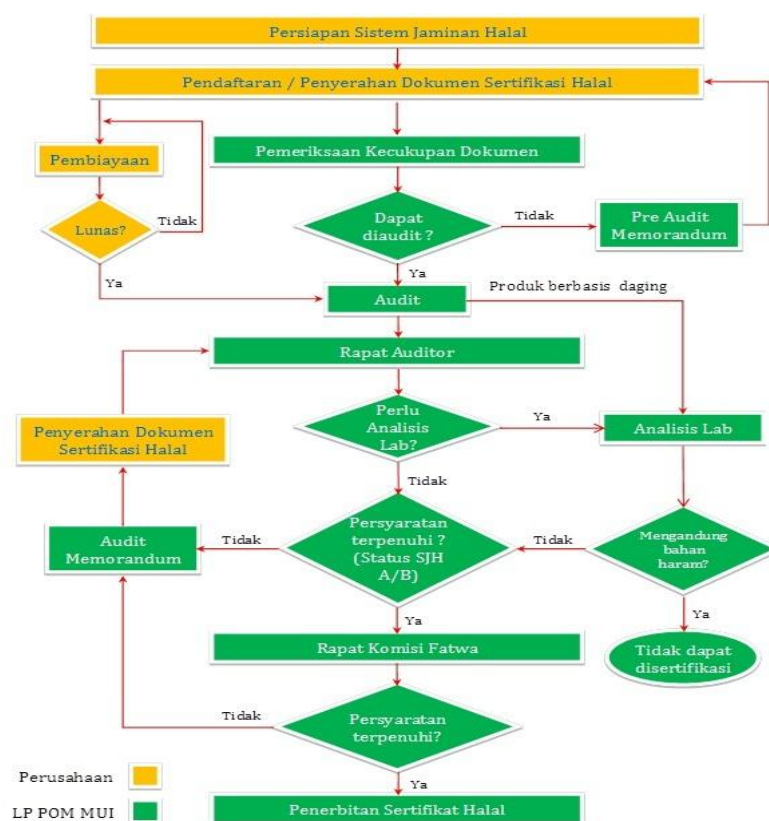 Persiapan Sistem Jaminan Halal
Pendaftaran / Penyerahan Dokumen Sertifikasi Halal
Pembiayaan
Pemeriksaan Kecukupan Dokumen
Lunas?
Tidak
Dapat
diaudit ?
Tidak
Pre Audit
Memorandum
Ya
Ya
Audit
Produk berbasis daging
Rapat Auditor
Perlu
Analisis
Lab?
Ya
Analisis Lab
Penyerahan Dokumen
Sertifikasi Halal
Tidak
Persyaratan
terpenuhi ?
(Status SJH
A/B)
Tidak
Audit
Memorandum
Tidak
Mengandung
bahan
haram?
Ya
Ya
Rapat Komisi Fatwa
Tidak dapat
disertifikasi
Tidak
Persyaratan
terpenuhi?
Perusahaan
Ya
LP POM MUI
Penerbitan Sertifikat Halal